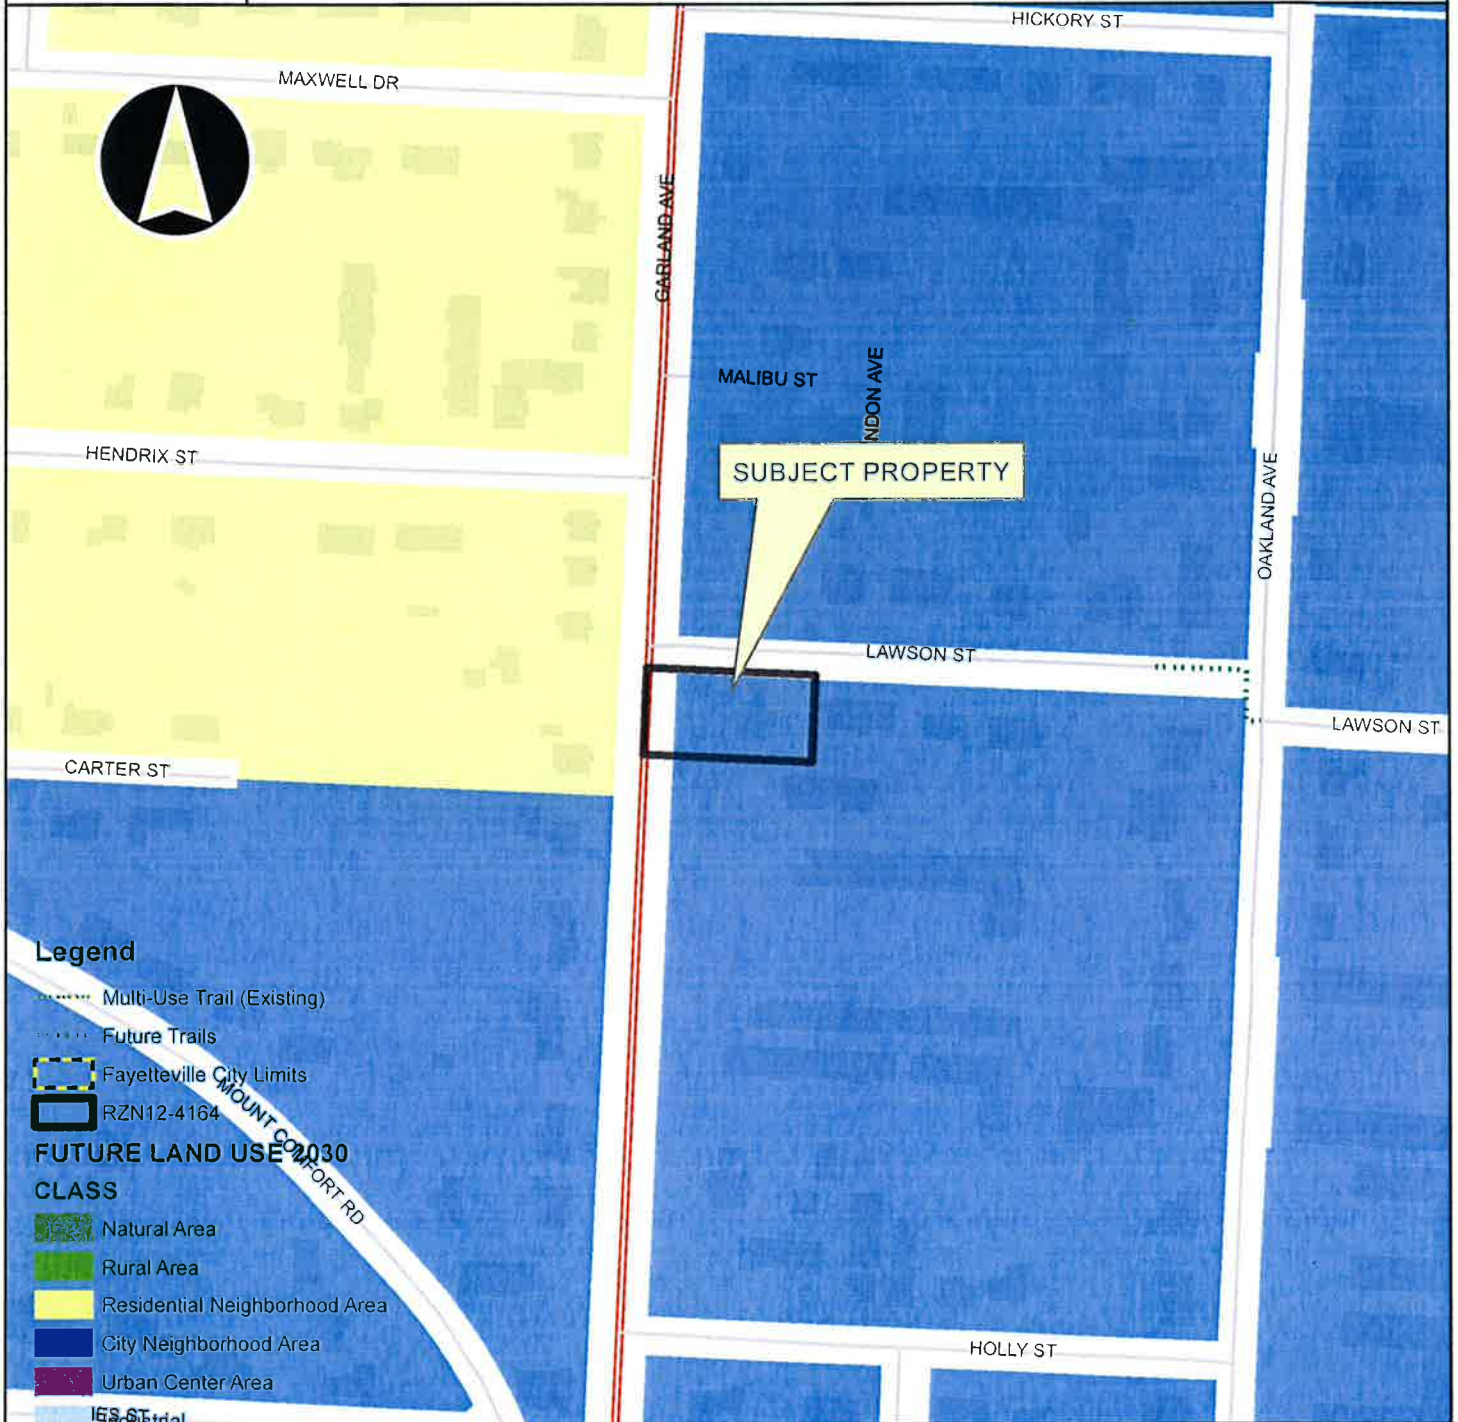 HICKORY ST
MAXWELL DR
GARLAND AVE
MALIBU ST
NDON AVE
HENDRIX ST
SUBJECT PROPERTY
OAKLAND AVE
LAWSON ST
LAWSON ST
CARTER ST
Legend
Multi-Use Trail (Existing)
Future Trails
Fayetteville City Limits
RZN12-4164
MOUNT COMFORT RD
FUTURE LAND USE 2030
CLASS
Natural Area
Rural Area
Residential Neighborhood Area
City Neighborhood Area
HOLLY ST
Urban Center Area
Industrial